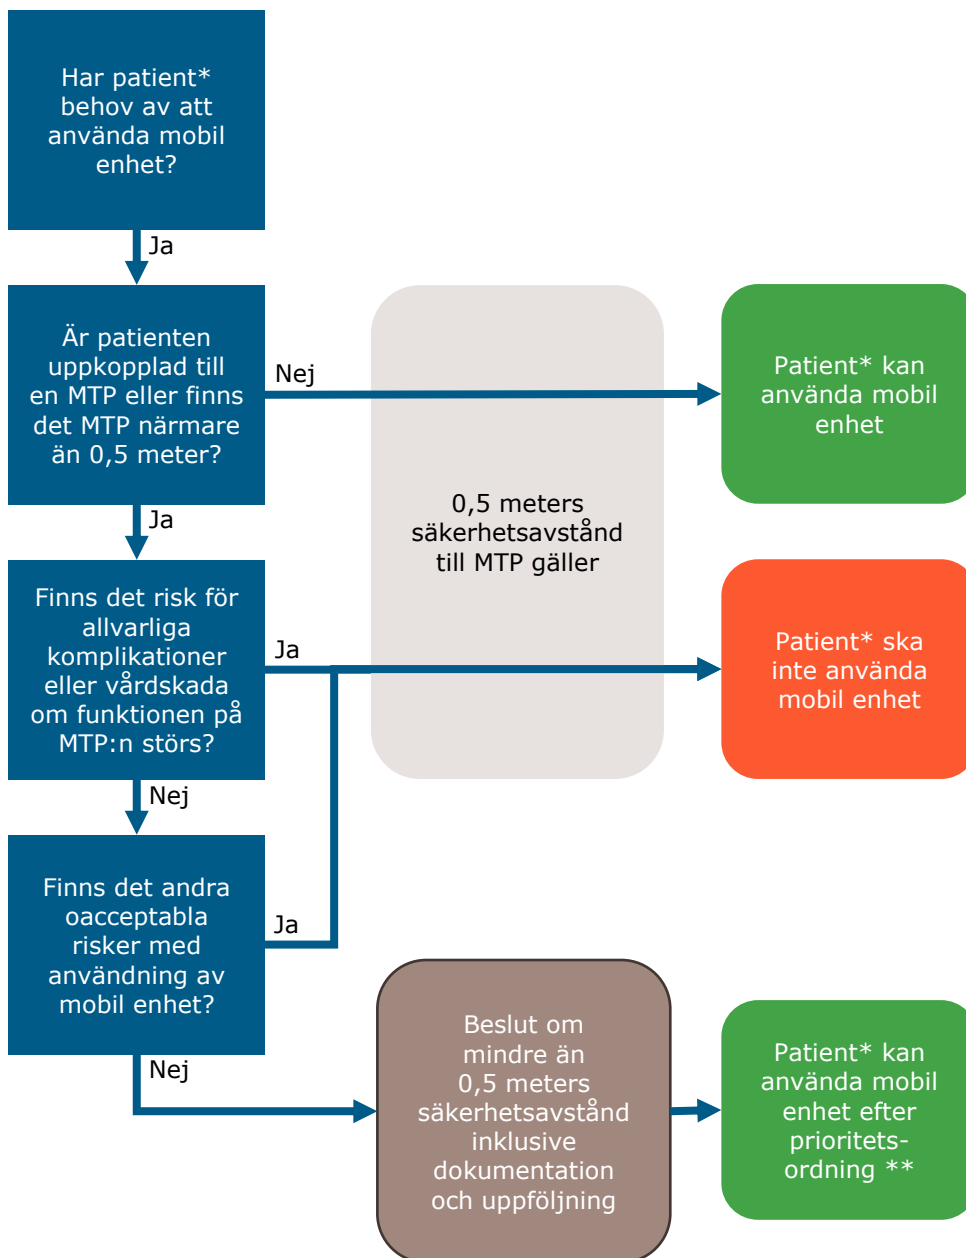 Har patient*
behov av att
använda mobil
enhet?
Ja
Är patienten
uppkopplad till
en MTP eller finns
det MTP närmare
än 0,5 meter?
Nej
Patient* kan
använda mobil
enhet
0,5 meters
säkerhetsavstånd
till MTP gäller
Ja
Finns det risk för
allvarliga
komplikationer
eller vårdskada
om funktionen på
MTP:n störs?
Ja
Patient* ska
inte använda
mobil enhet
Nej
Finns det andra
oacceptabla
risker med
användning av
mobil enhet?
Ja
Nej
Beslut om
mindre än
0,5 meters
säkerhetsavstånd
inklusive
dokumentation
och uppföljning
Patient* kan
använda mobil
enhet efter
prioritets-
ordning **